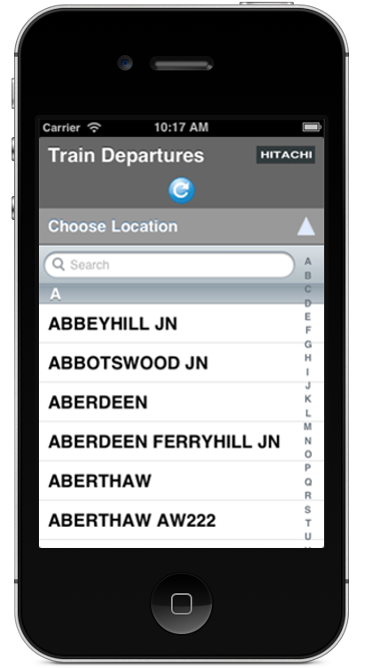 Carrier 10:17 AM
Train Departures HITACHI
Choose Location
Search
A
ABBEYHILL JN
ABBOTSWOOD JN
ABERDEEN
ABERDEEN FERRYHILL JN
ABERTHAW
ABERTHAW AW222
A
B
C
D
E
F
G
H
I
J
K
L
M
N
O
P
Q
R
S
T
U